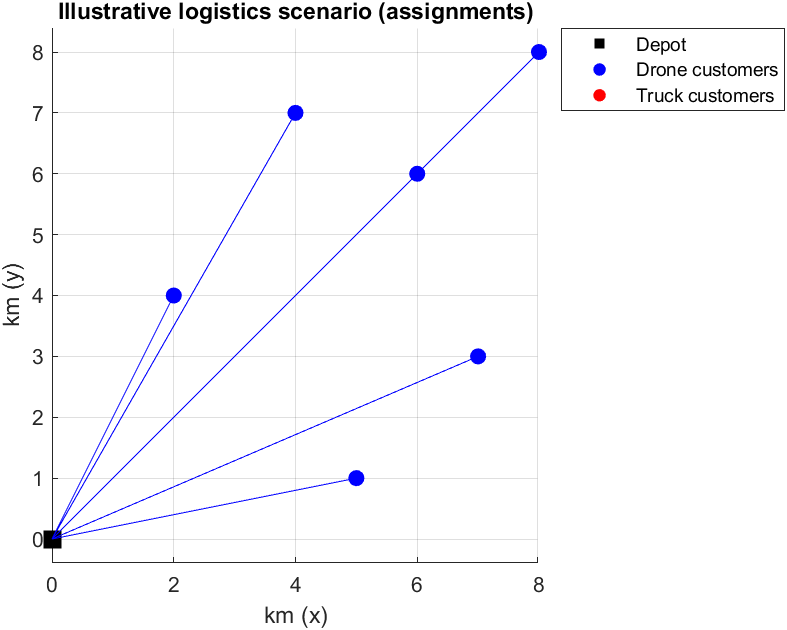 Illustrative logistics scenario (assignments)
Depot
Drone customers
Truck customers
km (y)
8
7
6
5
4
3
2
1
0
0 2 4 6 8
km (x)